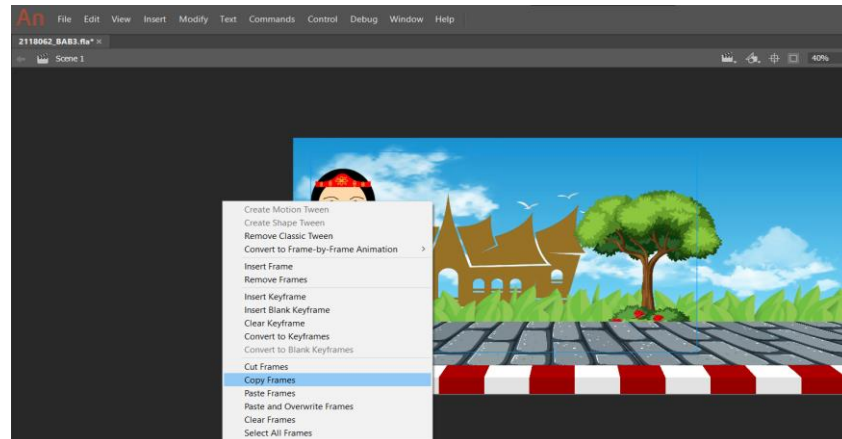 An File Edit View Insert Modify Text Commands Control Debug Window Help
2118062_BAB3.fla* ×
Scene 1 40%
Create Motion Tween
Create Shape Tween
Remove Classic Tween
Convert to Frame-by-Frame Animation >
Insert Frame
Remove Frames
Insert Keyframe
Insert Blank Keyframe
Clear Keyframe
Convert to Keyframes
Convert to Blank Keyframes
Cut Frames
Copy Frames
Paste Frames
Paste and Overwrite Frames
Clear Frames
Select All Frames